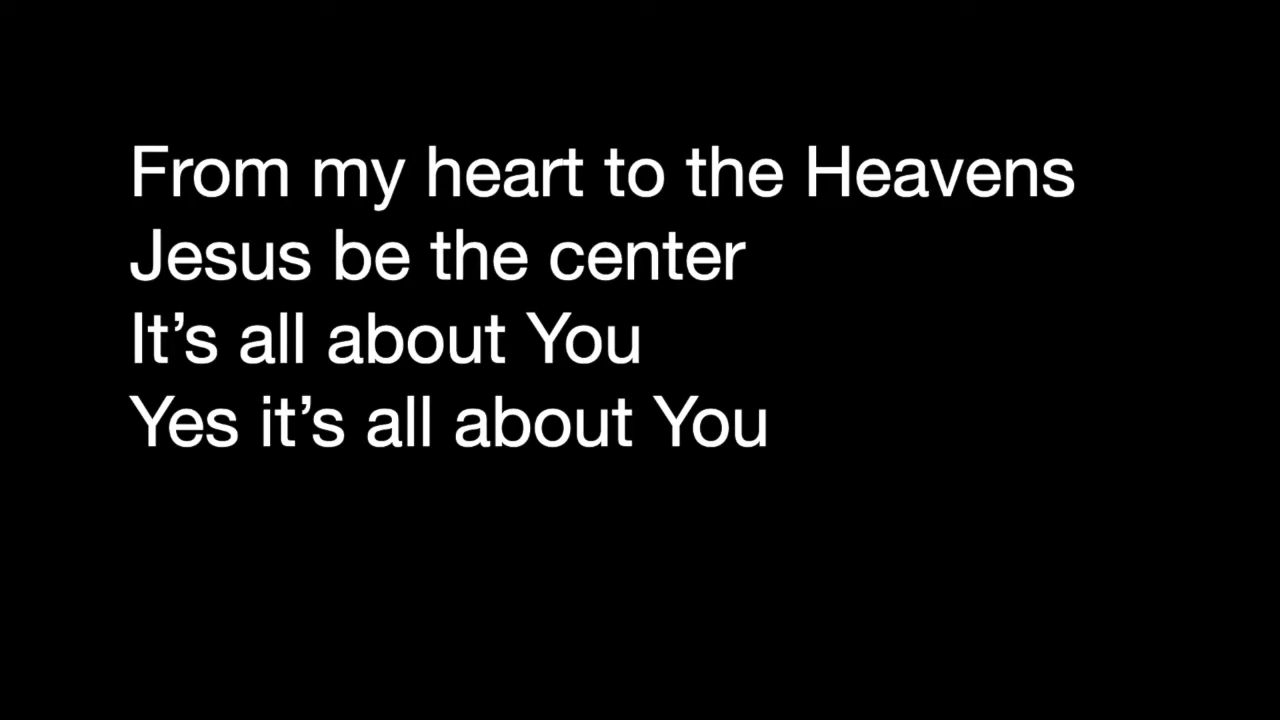 From my heart to the Heavens
Jesus be the center
It’s all about You
Yes it’s all about You